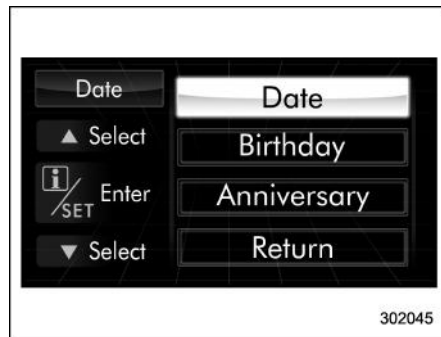 Date
▲ Select
i/SET Enter
▼ Select
Date
Birthday
Anniversary
Return
302045